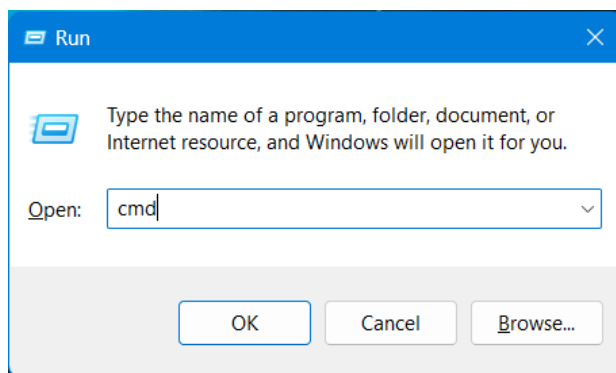 Run
Type the name of a program, folder, document, or
Internet resource, and Windows will open it for you.
Open: cmd
OK Cancel Browse...